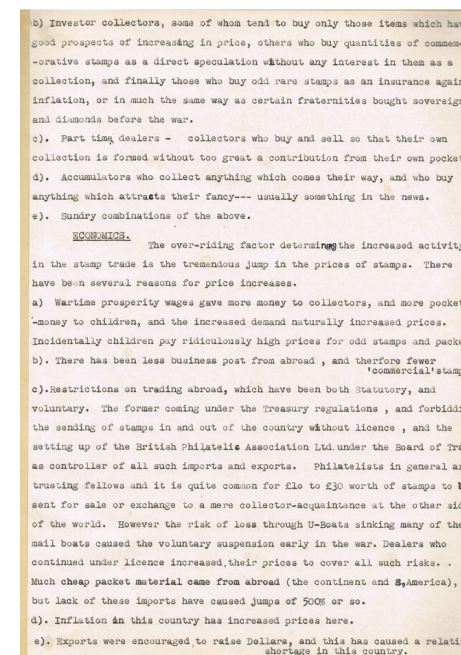 b) Investor collectors, some of whom tend to buy only those items which hav
good prospects of increasing in price, others who buy quantities of commem
-orative stamps as a direct speculation without any interest in them as a
collection, and finally those who buy odd rare stamps as an insurance again
inflation, or in much the same way as certain fraternities bought sovereign
and diamonds before the war.
c). Part time dealers - collectors who buy and sell so that their own
collection is formed without too great a contribution from their own pocket
d). Accumulators who collect anything which comes their way, and who buy
anything which attracts their fancy--- usually something in the news.
e). Sundry combinations of the above.
ECONOMICS.
The over-riding factor determining the increased activity
in the stamp trade is the tremendous jump in the prices of stamps. There
have been several reasons for price increases.
a) Wartime prosperity wages gave more money to collectors, and more pocket
-money to children, and the increased demand naturally increased prices.
Incidentally children pay ridiculously high prices for odd stamps and packe
b). There has been less business post from abroad , and therfore fewer
'commercial'stamp
c).Restrictions on trading abroad, which have been both Statutory, and
voluntary. The former coming under the Treasury regulations , and forbiddi
the sending of stamps in and out of the country without licence , and the
setting up of the British Philatelic Association Ltd.under the Board of Tra
as controller of all such imports and exports. Philatelists in general ar
trusting fellows and it is quite common for £10 to £30 worth of stamps to b
sent for sale or exchange to a mere collector-acquaintance at the other sid
of the world. However the risk of loss through U-Boats sinking many of the
mail boats caused the voluntary suspension early in the war. Dealers who
continued under licence increased,their prices to cover all such risks. .
Much cheap packet material came from abroad (the continent and S,America),
but lack of these imports have caused jumps of 500% or so.
d). Inflation in this country has increased prices here.
e). Exports were encouraged to raise Dollara, and this has caused a relati
shortage in this country.